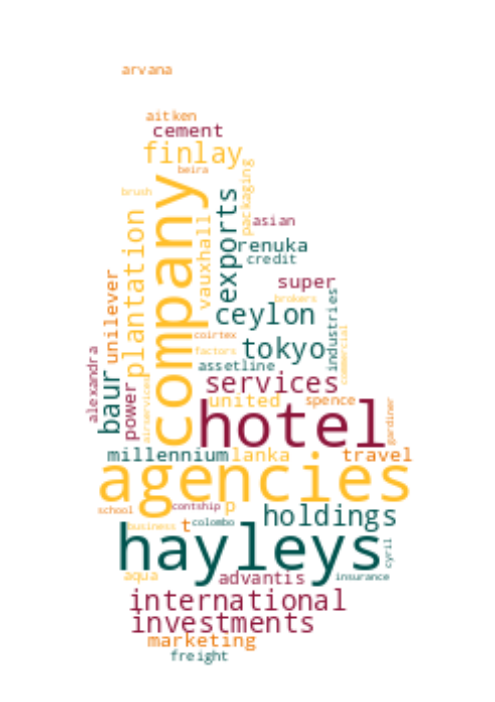 arvana
aitken
cement
finlay
beira
brush
packaging
company
exports
plantation
vauxhall
asian
renuka
credit
super
brokers
unilever
ceylon
industries
commercial
coirtex
tokyo
factors
assetline
alexandra
baur
power
airservices
services
united
spence
gardiner
hotel
millennium
lanka
travel
agencies
school
contship
p
holdings
business
t
colombo
hayleys
cyril
aqua
advantis
insurance
international
investments
marketing
freight